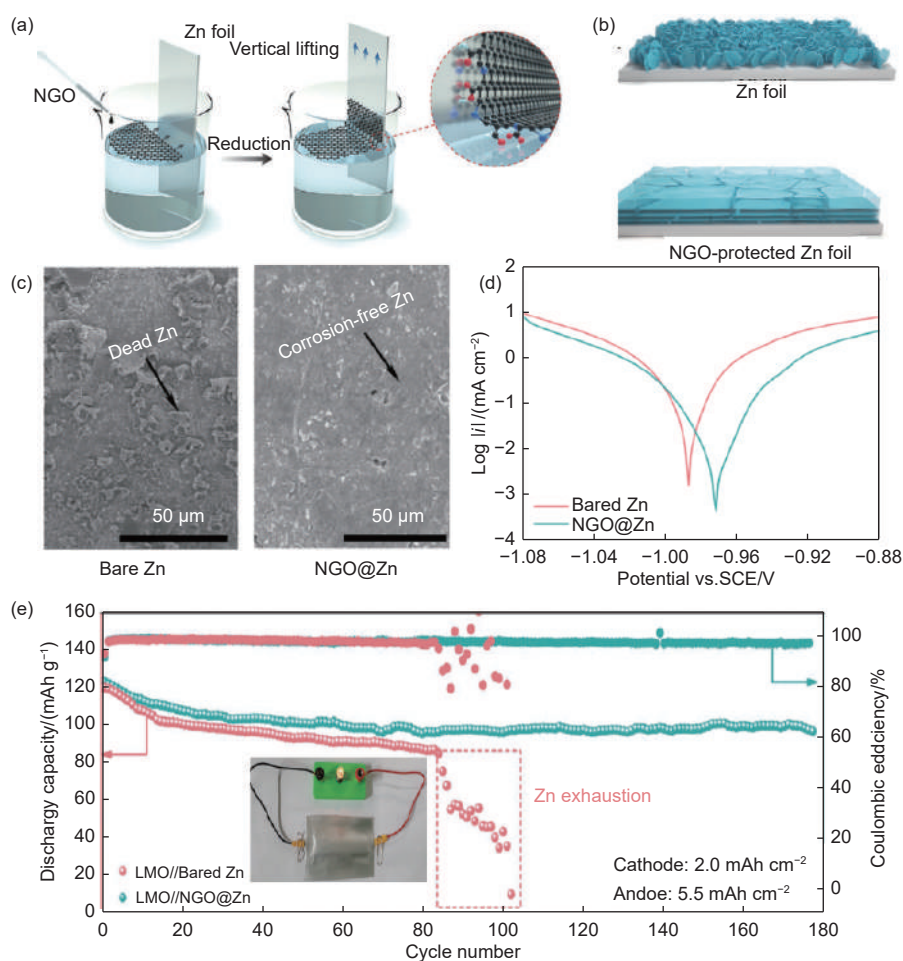 (a)
Zn foil
Vertical lifting
NGO
Reduction
(b)
Zn foil
NGO-protected Zn foil
(c)
Dead Zn
50 μm
Bare Zn
Corrosion-free Zn
50 μm
NGO@Zn
(d)
Log |i|/(mA cm−2)
2
1
0
−1
−2
−3
−4
Bared Zn
NGO@Zn
−1.08
−1.04
−1.00
−0.96
−0.92
−0.88
Potential vs.SCE/V
(e)
Dischargy capacity/(mAh g−1)
160
140
120
100
80
60
40
20
0
100
80
60
40
20
0
Coulombic eddciency/%
Zn exhaustion
LMO//Bared Zn
LMO//NGO@Zn
Cathode: 2.0 mAh cm−2
Andoe: 5.5 mAh cm−2
0
20
40
60
80
100
120
140
160
180
Cycle number